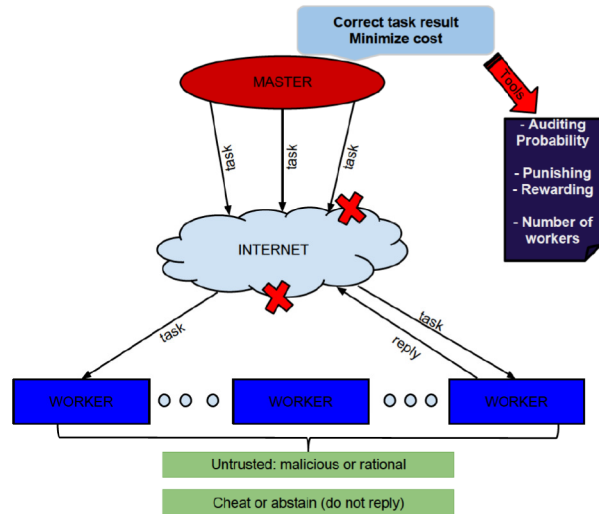 Correct task result
Minimize cost
MASTER
Tools
- Auditing
Probability
- Punishing
- Rewarding
- Number of
workers
task
task
task
INTERNET
task
task
reply
WORKER
WORKER
WORKER
Untrusted: malicious or rational
Cheat or abstain (do not reply)